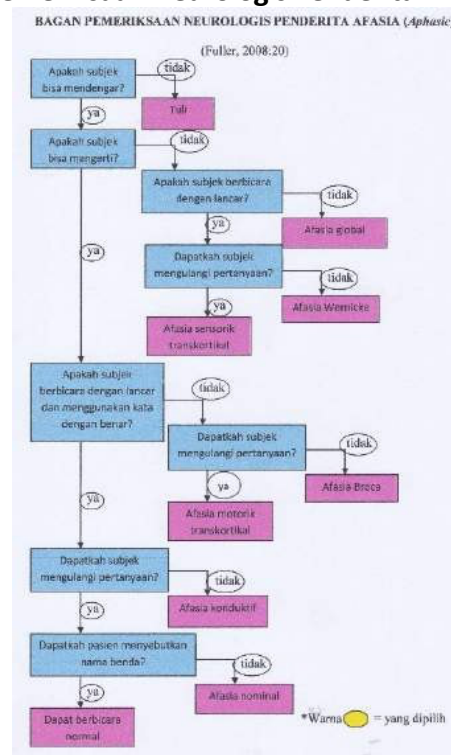 BAGAN PEMERIKSAAN NEUROLOGIS PENDERITA AFASIA (Aphasic)
(Fuller, 2008:20)
Apakah subjek
bisa mendengar?
tidak
ya
Tuli
Apakah subjek
bisa mengerti?
tidak
Apakah subjek berbicara
dengan lancar?
tidak
ya
ya
Afasia global
Dapatkah subjek
mengulangi pertanyaan?
tidak
ya
Afasia Wernicke
Afasia sensorik
transkortikal
Apakah subjek
berbicara dengan lancar
dan menggunakan kata
dengan benar?
tidak
Dapatkah subjek
mengulangi pertanyaan?
tidak
ya
ya
Afasia Broca
Afasia motorik
transkortikal
Dapatkah subjek
mengulangi pertanyaan?
tidak
ya
Afasia konduktif
Dapatkah pasien menyebutkan
nama benda?
tidak
ya
Afasia nominal
Dapat berbicara
normal
*Warna = yang dipilih